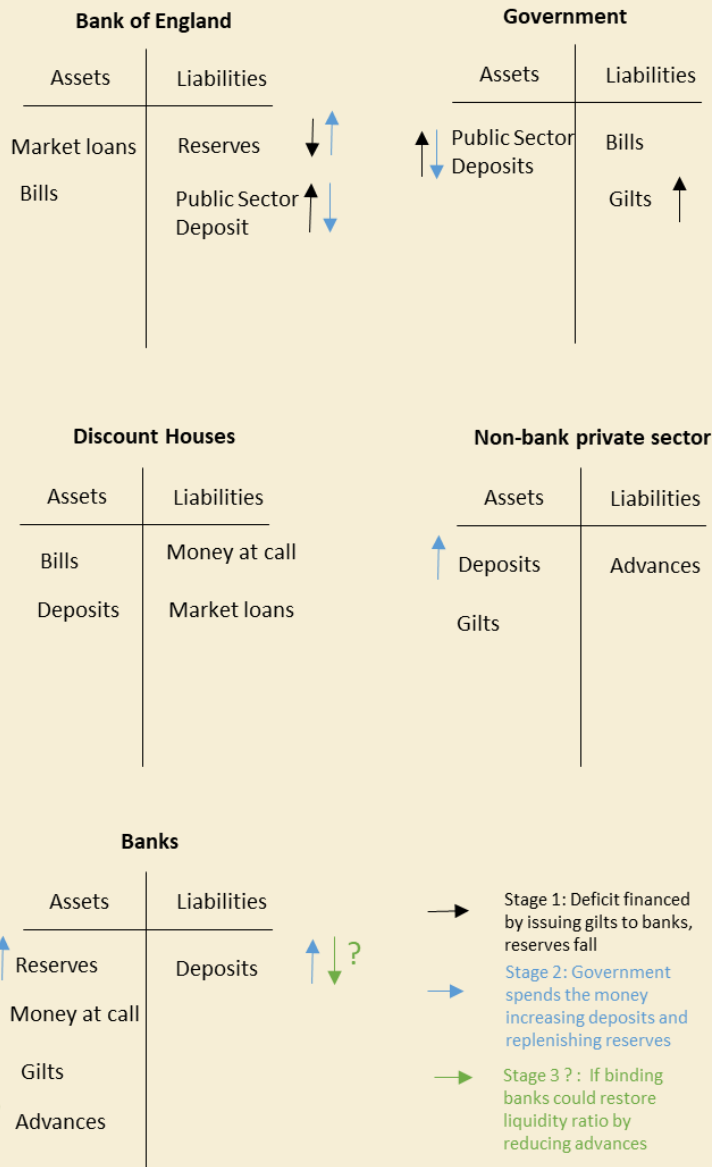 Bank of England
Assets
Liabilities
Market loans
Reserves
Bills
Public Sector
Deposit
Government
Assets
Liabilities
Public Sector
Deposits
Bills
Gilts
Discount Houses
Assets
Liabilities
Bills
Money at call
Deposits
Market loans
Non-bank private sector
Assets
Liabilities
Deposits
Advances
Gilts
Banks
Assets
Liabilities
Reserves
Deposits
?
Money at call
Gilts
Advances
Stage 1: Deficit financed
by issuing gilts to banks,
reserves fall
Stage 2: Government
spends the money
increasing deposits and
replenishing reserves
Stage 3 ? : If binding
banks could restore
liquidity ratio by
reducing advances